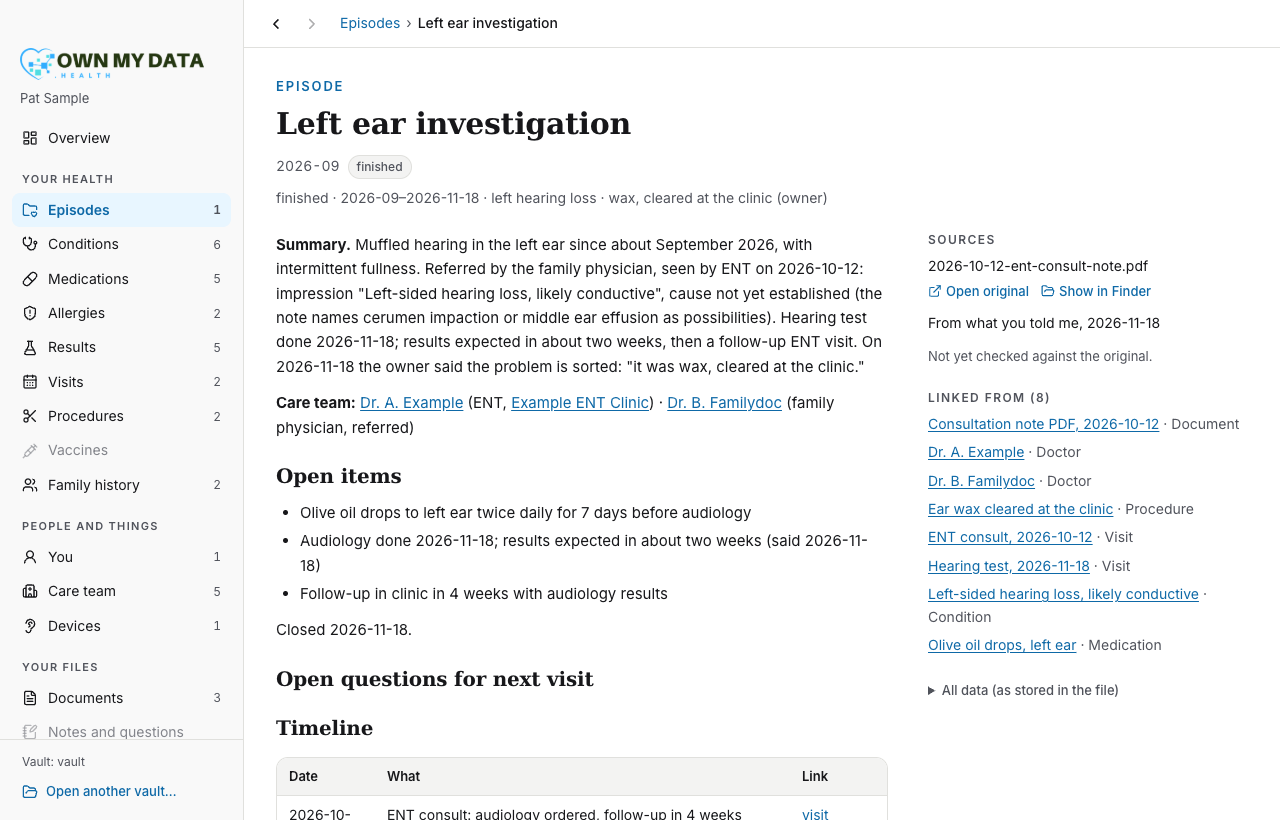 OWN MY DATA
.HEALTH
Pat Sample
Overview
YOUR HEALTH
Episodes 1
Conditions 6
Medications 5
Allergies 2
Results 5
Visits 2
Procedures 2
Vaccines
Family history 2
PEOPLE AND THINGS
You 1
Care team 5
Devices 1
YOUR FILES
Documents 3
Notes and questions
Vault: vault
Open another vault...
Episodes › Left ear investigation
EPISODE
Left ear investigation
2026-09 finished
finished · 2026-09–2026-11-18 · left hearing loss · wax, cleared at the clinic (owner)
Summary. Muffled hearing in the left ear since about September 2026, with
intermittent fullness. Referred by the family physician, seen by ENT on 2026-10-12:
impression "Left-sided hearing loss, likely conductive", cause not yet established (the
note names cerumen impaction or middle ear effusion as possibilities). Hearing test
done 2026-11-18; results expected in about two weeks, then a follow-up ENT visit. On
2026-11-18 the owner said the problem is sorted: "it was wax, cleared at the clinic."
Care team: Dr. A. Example (ENT, Example ENT Clinic) · Dr. B. Familydoc (family
physician, referred)
Open items
• Olive oil drops to left ear twice daily for 7 days before audiology
• Audiology done 2026-11-18; results expected in about two weeks (said 2026-11-
18)
• Follow-up in clinic in 4 weeks with audiology results
Closed 2026-11-18.
Open questions for next visit
Timeline
Date What Link
2026-10- ENT consult: audiology ordered, follow-up in 4 weeks visit
SOURCES
2026-10-12-ent-consult-note.pdf
Open original Show in Finder
From what you told me, 2026-11-18
Not yet checked against the original.
LINKED FROM (8)
Consultation note PDF, 2026-10-12 · Document
Dr. A. Example · Doctor
Dr. B. Familydoc · Doctor
Ear wax cleared at the clinic · Procedure
ENT consult, 2026-10-12 · Visit
Hearing test, 2026-11-18 · Visit
Left-sided hearing loss, likely conductive ·
Condition
Olive oil drops, left ear · Medication
All data (as stored in the file)